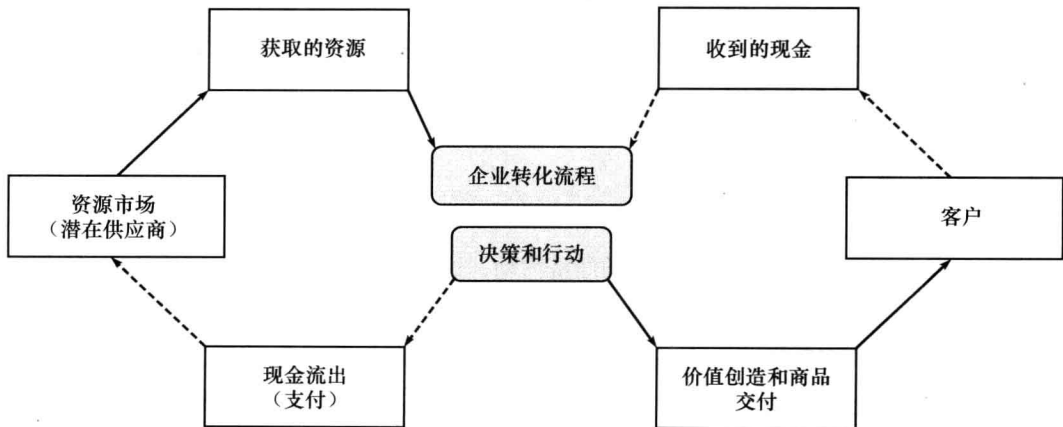 获取的资源
收到的现金
企业转化流程
资源市场
（潜在供应商）
客户
决策和行动
现金流出
（支付）
价值创造和商品
交付